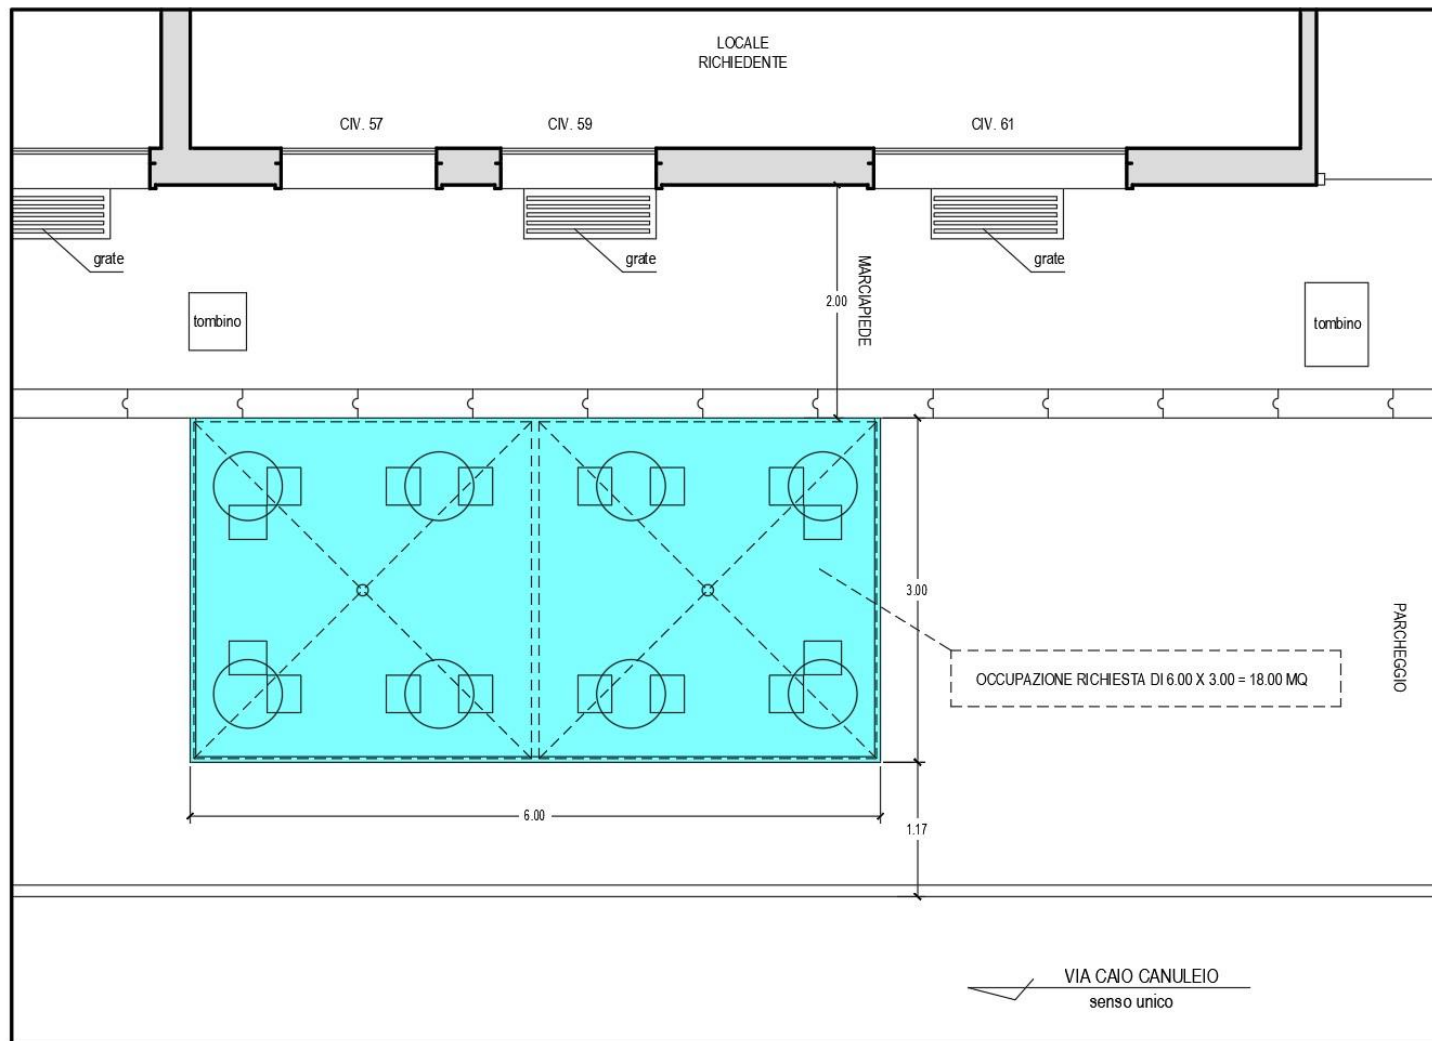 LOCALE
RICHIEDENTE
CIV. 57
CIV. 59
CIV. 61
grate
grate
grate
tombino
2.00
MARCIAPIEDE
tombino
3.00
PARCHEGGIO
OCCUPAZIONE RICHIESTA DI 6.00 X 3.00 = 18.00 MQ
6.00
1.17
VIA CAIO CANULEIO
senso unico